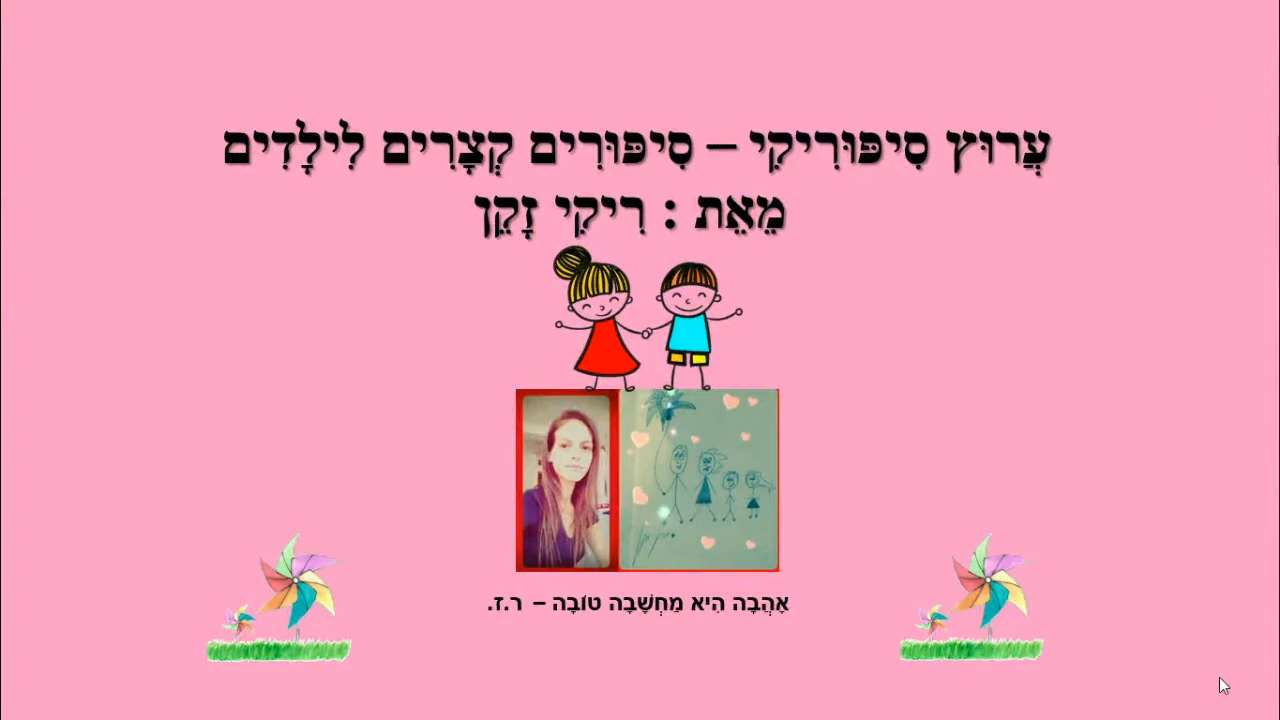 עֲרוּץ סִיפּוּרִיקִי – סִיפּוּרִים קְצָרִים לִילָדִים
מֵאֵת : רִיקִי זָקֵן
אַהֲבָה הִיא מַחְשָׁבָה טוֹבָה – ר.ז.